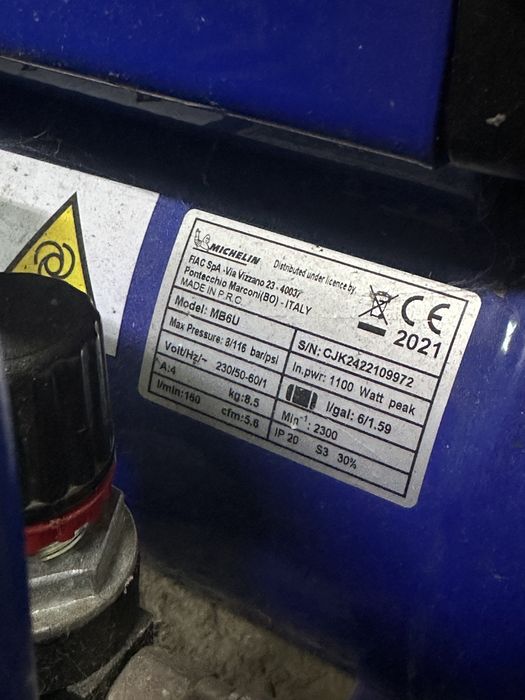 MICHELIN
Distributed under licence by
FIAC SpA - Via Vizzano 23 - 40037
Pontecchio Marconi(BO) - ITALY
MADE IN P.R.C
CE
2021
Model: MB6U
S/N: CJK2422109972
Max Pressure: 8/116 bar/psl
In.pwr: 1100 Watt peak
Volt/Hz/~ 230/50-60/1
l/gal: 6/1.59
A:4
kg:8.5
Min⁻¹: 2300
l/min:160
cfm:5.6
IP 20 S3 30%